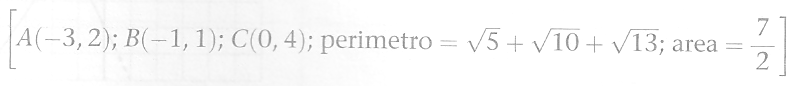 [A(−3, 2); B(−1, 1); C(0, 4); perimetro = √5 + √10 + √13; area = 7/2]